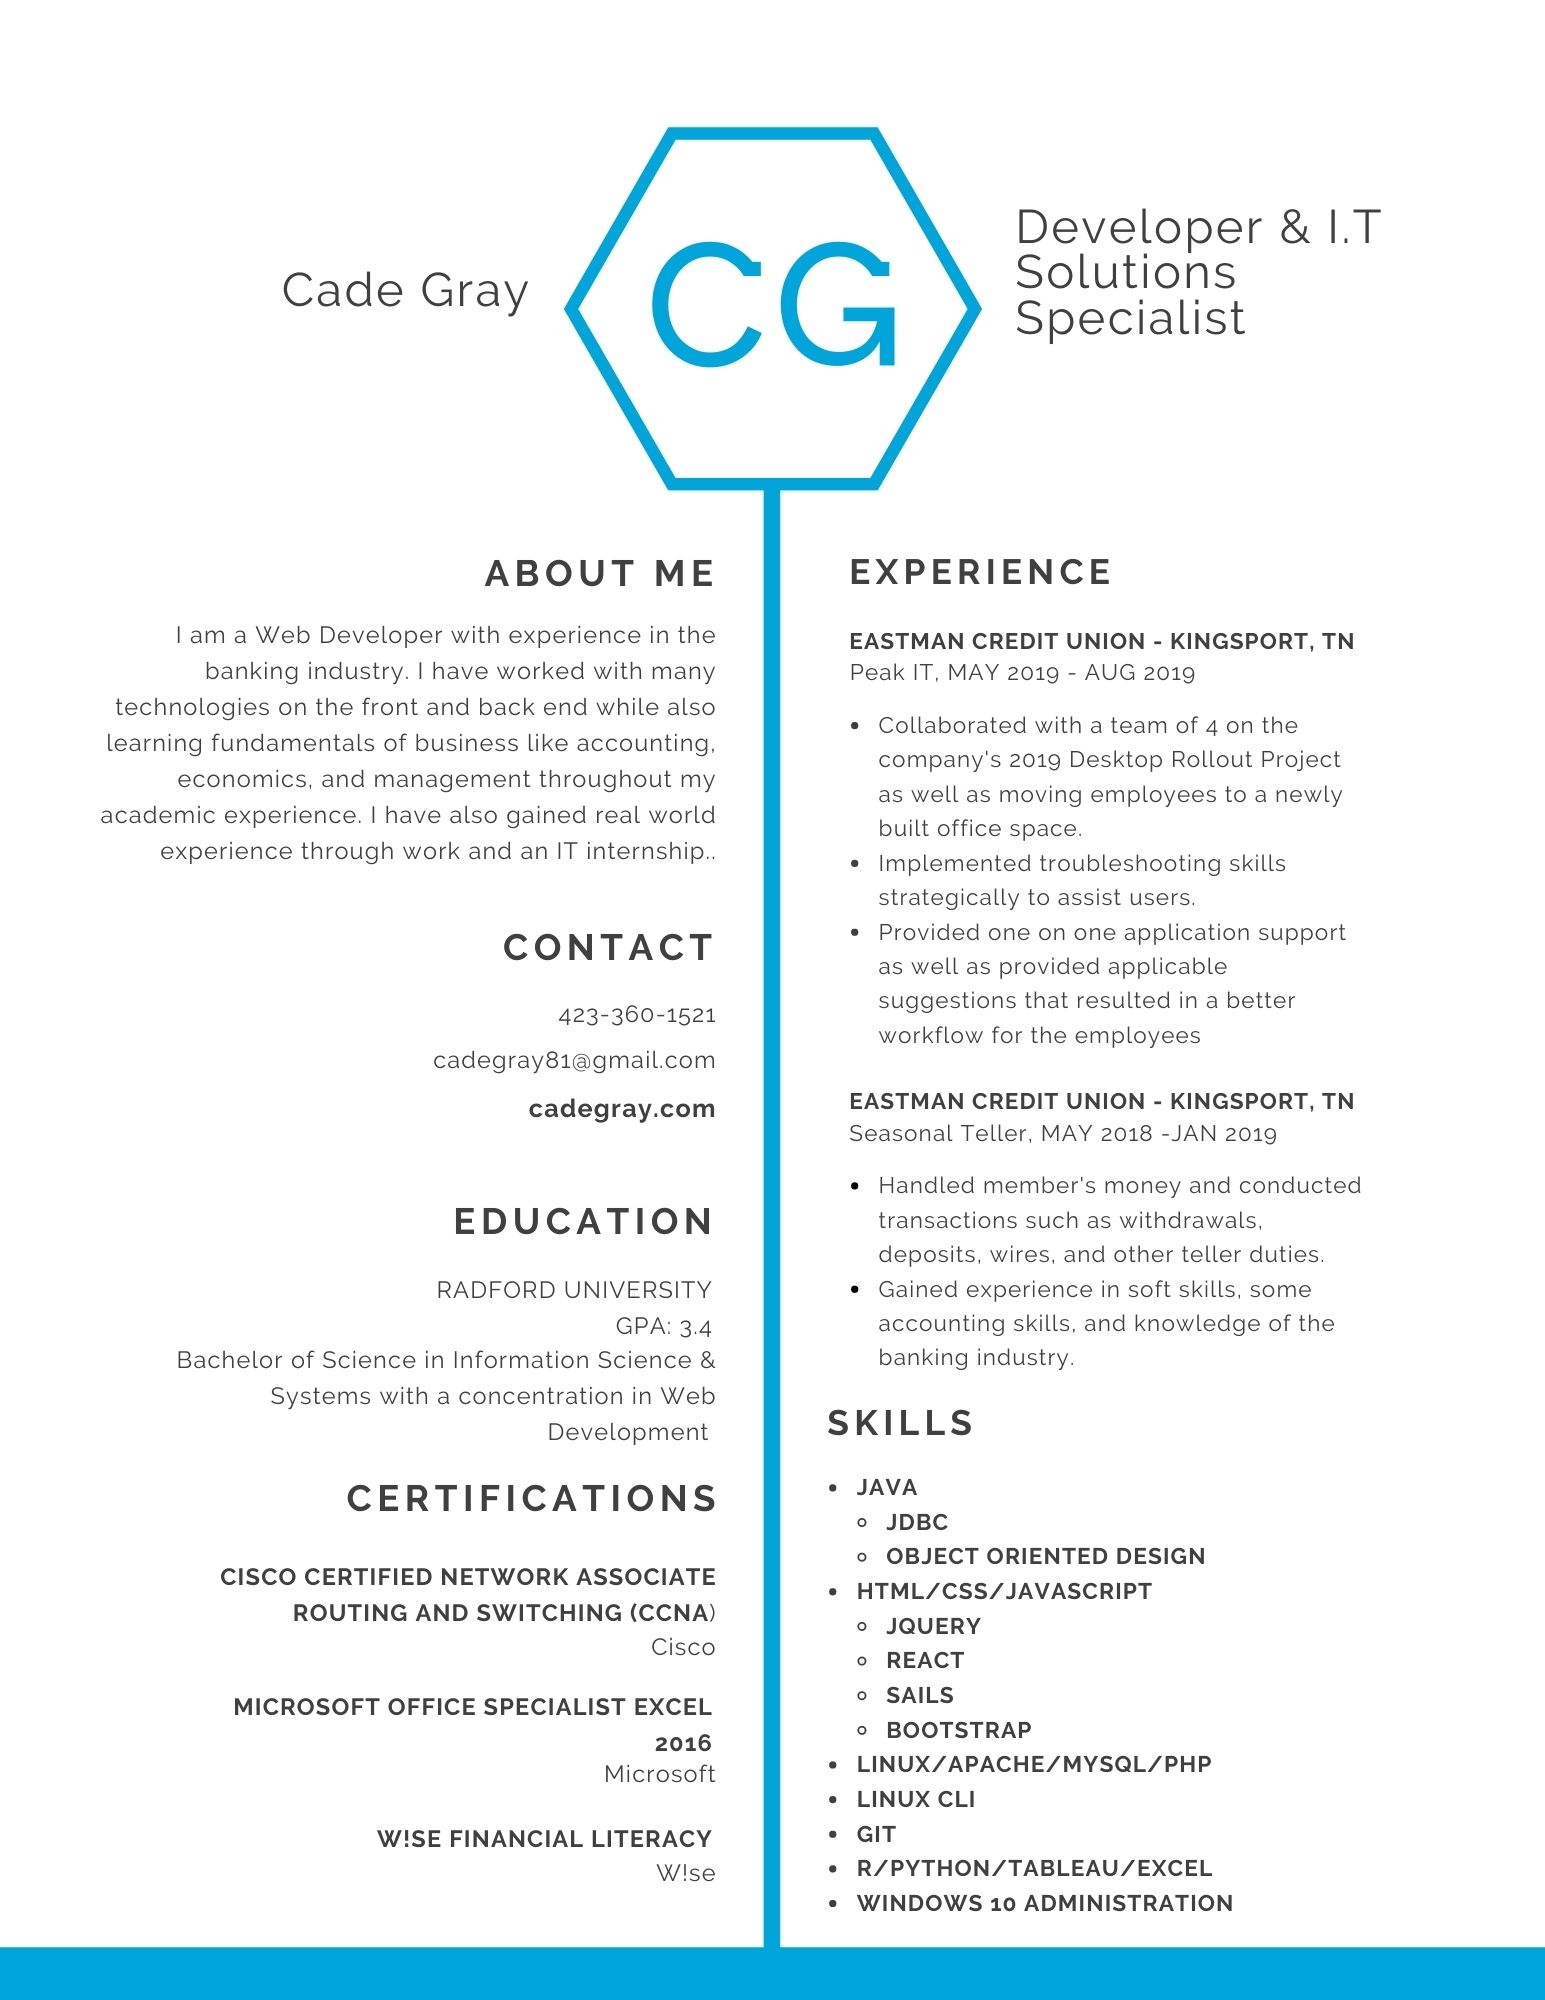 Cade Gray
CG
Developer & I.T
Solutions
Specialist
ABOUT ME
I am a Web Developer with experience in the
banking industry. I have worked with many
technologies on the front and back end while also
learning fundamentals of business like accounting,
economics, and management throughout my
academic experience. I have also gained real world
experience through work and an IT internship..
CONTACT
423-360-1521
cadegray81@gmail.com
cadegray.com
EDUCATION
RADFORD UNIVERSITY
GPA: 3.4
Bachelor of Science in Information Science &
Systems with a concentration in Web
Development
CERTIFICATIONS
CISCO CERTIFIED NETWORK ASSOCIATE
ROUTING AND SWITCHING (CCNA)
Cisco
MICROSOFT OFFICE SPECIALIST EXCEL
2016
Microsoft
W!SE FINANCIAL LITERACY
W!se
EXPERIENCE
EASTMAN CREDIT UNION - KINGSPORT, TN
Peak IT, MAY 2019 - AUG 2019
• Collaborated with a team of 4 on the
company's 2019 Desktop Rollout Project
as well as moving employees to a newly
built office space.
• Implemented troubleshooting skills
strategically to assist users.
• Provided one on one application support
as well as provided applicable
suggestions that resulted in a better
workflow for the employees
EASTMAN CREDIT UNION - KINGSPORT, TN
Seasonal Teller, MAY 2018 -JAN 2019
• Handled member's money and conducted
transactions such as withdrawals,
deposits, wires, and other teller duties.
• Gained experience in soft skills, some
accounting skills, and knowledge of the
banking industry.
SKILLS
• JAVA
◦ JDBC
◦ OBJECT ORIENTED DESIGN
• HTML/CSS/JAVASCRIPT
◦ JQUERY
◦ REACT
◦ SAILS
◦ BOOTSTRAP
• LINUX/APACHE/MYSQL/PHP
• LINUX CLI
• GIT
• R/PYTHON/TABLEAU/EXCEL
• WINDOWS 10 ADMINISTRATION